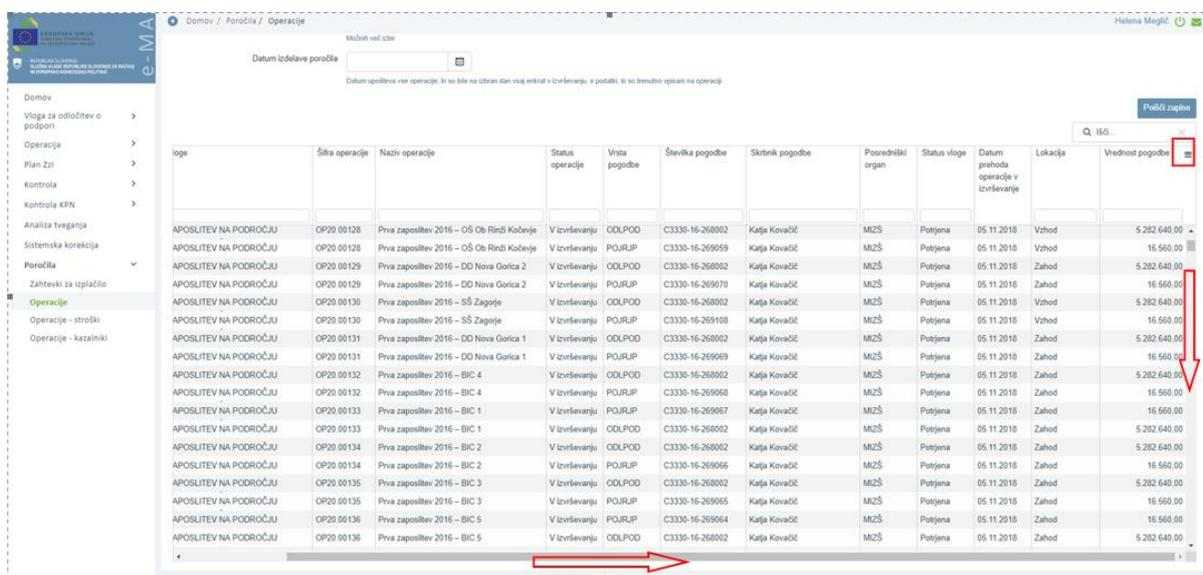 EVROPSKA UNIJA
e-MA
Domov / Poročila / Operacije
Helena Meglič
REPUBLIKA SLOVENIJA
SLUŽBA VLADE REPUBLIKE SLOVENIJE ZA RAZVOJ
IN EVROPSKO KOHEZIJSKO POLITIKO
Domov
Vloga za odločitev o podpori
Operacija
Plan ZzI
Kontrola
Kontrola KPN
Analiza tveganja
Sistemska korekcija
Poročila
Zahtevki za izplačilo
Operacije
Operacije - stroški
Operacije - kazalniki
Možnih več izbir
Datum izdelave poročila
Datum upošteva vse operacije, ki so bile na izbran dan vsaj enkrat v izvrševanju, s podatki, ki so trenutno vpisani na operaciji.
Poišči zapise
Išči...
loge Šifra operacije Naziv operacije Status operacije Vrsta pogodbe Številka pogodbe Skrbnik pogodbe Posredniški organ Status vloge Datum prehoda operacije v izvrševanje Lokacija Vrednost pogodbe
APOSLITEV NA PODROČJU OP20.00128 Prva zaposlitev 2016 – OŠ Ob Rinži Kočevje V izvrševanju ODLPOD C3330-16-268002 Katja Kovačič MIZŠ Potrjena 05.11.2018 Vzhod 5.282.640,00
APOSLITEV NA PODROČJU OP20.00128 Prva zaposlitev 2016 – OŠ Ob Rinži Kočevje V izvrševanju POJRJP C3330-16-269059 Katja Kovačič MIZŠ Potrjena 05.11.2018 Vzhod 16.560,00
APOSLITEV NA PODROČJU OP20.00129 Prva zaposlitev 2016 – DD Nova Gorica 2 V izvrševanju ODLPOD C3330-16-268002 Katja Kovačič MIZŠ Potrjena 05.11.2018 Zahod 5.282.640,00
APOSLITEV NA PODROČJU OP20.00129 Prva zaposlitev 2016 – DD Nova Gorica 2 V izvrševanju POJRJP C3330-16-269070 Katja Kovačič MIZŠ Potrjena 05.11.2018 Zahod 16.560,00
APOSLITEV NA PODROČJU OP20.00130 Prva zaposlitev 2016 – SŠ Zagorje V izvrševanju ODLPOD C3330-16-268002 Katja Kovačič MIZŠ Potrjena 05.11.2018 Vzhod 5.282.640,00
APOSLITEV NA PODROČJU OP20.00130 Prva zaposlitev 2016 – SŠ Zagorje V izvrševanju POJRJP C3330-16-269108 Katja Kovačič MIZŠ Potrjena 05.11.2018 Vzhod 16.560,00
APOSLITEV NA PODROČJU OP20.00131 Prva zaposlitev 2016 – DD Nova Gorica 1 V izvrševanju ODLPOD C3330-16-268002 Katja Kovačič MIZŠ Potrjena 05.11.2018 Zahod 5.282.640,00
APOSLITEV NA PODROČJU OP20.00131 Prva zaposlitev 2016 – DD Nova Gorica 1 V izvrševanju POJRJP C3330-16-269069 Katja Kovačič MIZŠ Potrjena 05.11.2018 Zahod 16.560,00
APOSLITEV NA PODROČJU OP20.00132 Prva zaposlitev 2016 – BIC 4 V izvrševanju ODLPOD C3330-16-268002 Katja Kovačič MIZŠ Potrjena 05.11.2018 Zahod 5.282.640,00
APOSLITEV NA PODROČJU OP20.00132 Prva zaposlitev 2016 – BIC 4 V izvrševanju POJRJP C3330-16-269068 Katja Kovačič MIZŠ Potrjena 05.11.2018 Zahod 16.560,00
APOSLITEV NA PODROČJU OP20.00133 Prva zaposlitev 2016 – BIC 1 V izvrševanju POJRJP C3330-16-269067 Katja Kovačič MIZŠ Potrjena 05.11.2018 Zahod 16.560,00
APOSLITEV NA PODROČJU OP20.00133 Prva zaposlitev 2016 – BIC 1 V izvrševanju ODLPOD C3330-16-268002 Katja Kovačič MIZŠ Potrjena 05.11.2018 Zahod 5.282.640,00
APOSLITEV NA PODROČJU OP20.00134 Prva zaposlitev 2016 – BIC 2 V izvrševanju ODLPOD C3330-16-268002 Katja Kovačič MIZŠ Potrjena 05.11.2018 Zahod 5.282.640,00
APOSLITEV NA PODROČJU OP20.00134 Prva zaposlitev 2016 – BIC 2 V izvrševanju POJRJP C3330-16-269066 Katja Kovačič MIZŠ Potrjena 05.11.2018 Zahod 16.560,00
APOSLITEV NA PODROČJU OP20.00135 Prva zaposlitev 2016 – BIC 3 V izvrševanju ODLPOD C3330-16-268002 Katja Kovačič MIZŠ Potrjena 05.11.2018 Zahod 5.282.640,00
APOSLITEV NA PODROČJU OP20.00135 Prva zaposlitev 2016 – BIC 3 V izvrševanju POJRJP C3330-16-269065 Katja Kovačič MIZŠ Potrjena 05.11.2018 Zahod 16.560,00
APOSLITEV NA PODROČJU OP20.00136 Prva zaposlitev 2016 – BIC 5 V izvrševanju POJRJP C3330-16-269064 Katja Kovačič MIZŠ Potrjena 05.11.2018 Zahod 16.560,00
APOSLITEV NA PODROČJU OP20.00136 Prva zaposlitev 2016 – BIC 5 V izvrševanju ODLPOD C3330-16-268002 Katja Kovačič MIZŠ Potrjena 05.11.2018 Zahod 5.282.640,00